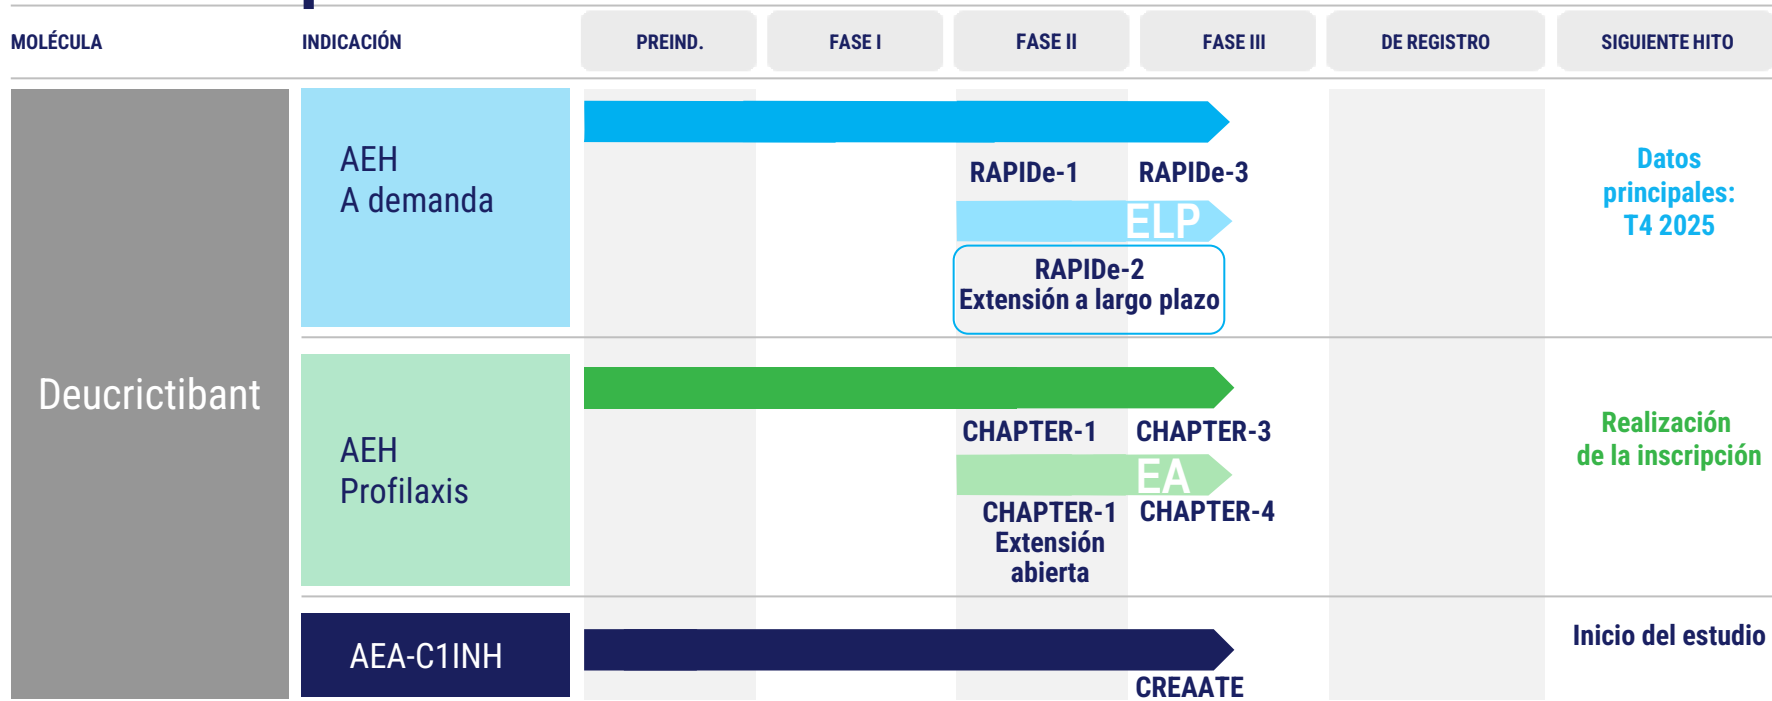 MOLÉCULA
INDICACIÓN
PREIND.
FASE I
FASE II
FASE III
DE REGISTRO
SIGUIENTE HITO
Deucrictibant
AEH
A demanda
RAPIDe-1
RAPIDe-3
ELP
RAPIDe-2
Extensión a largo plazo
Datos
principales:
T4 2025
AEH
Profilaxis
CHAPTER-1
CHAPTER-3
EA
CHAPTER-1
Extensión
abierta
CHAPTER-4
Realización
de la inscripción
AEA-C1INH
CREAATE
Inicio del estudio